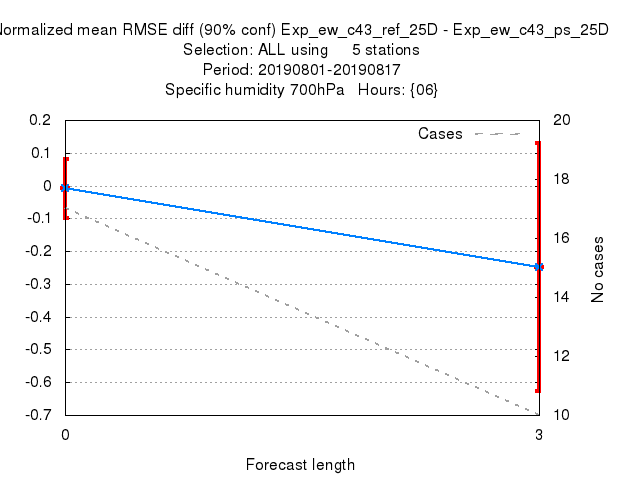 Normalized mean RMSE diff (90% conf) Exp_ew_c43_ref_25D - Exp_ew_c43_ps_25D
Selection: ALL using 5 stations
Period: 20190801-20190817
Specific humidity 700hPa Hours: {06}
0.2
0.1
0
-0.1
-0.2
-0.3
-0.4
-0.5
-0.6
-0.7
Cases
20
18
16
14
12
10
No cases
0
3
Forecast length